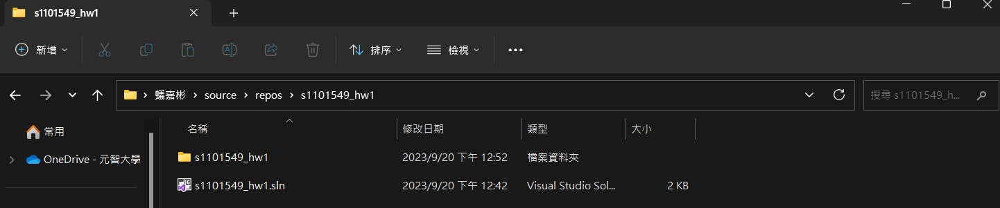 s1101549_hw1
新增 排序 檢視
蟻嘉彬 source repos s1101549_hw1 搜尋 s1101549_h...
常用
OneDrive - 元智大學
名稱 修改日期 類型 大小
s1101549_hw1 2023/9/20 下午 12:52 檔案資料夾
s1101549_hw1.sln 2023/9/20 下午 12:42 Visual Studio Sol... 2 KB